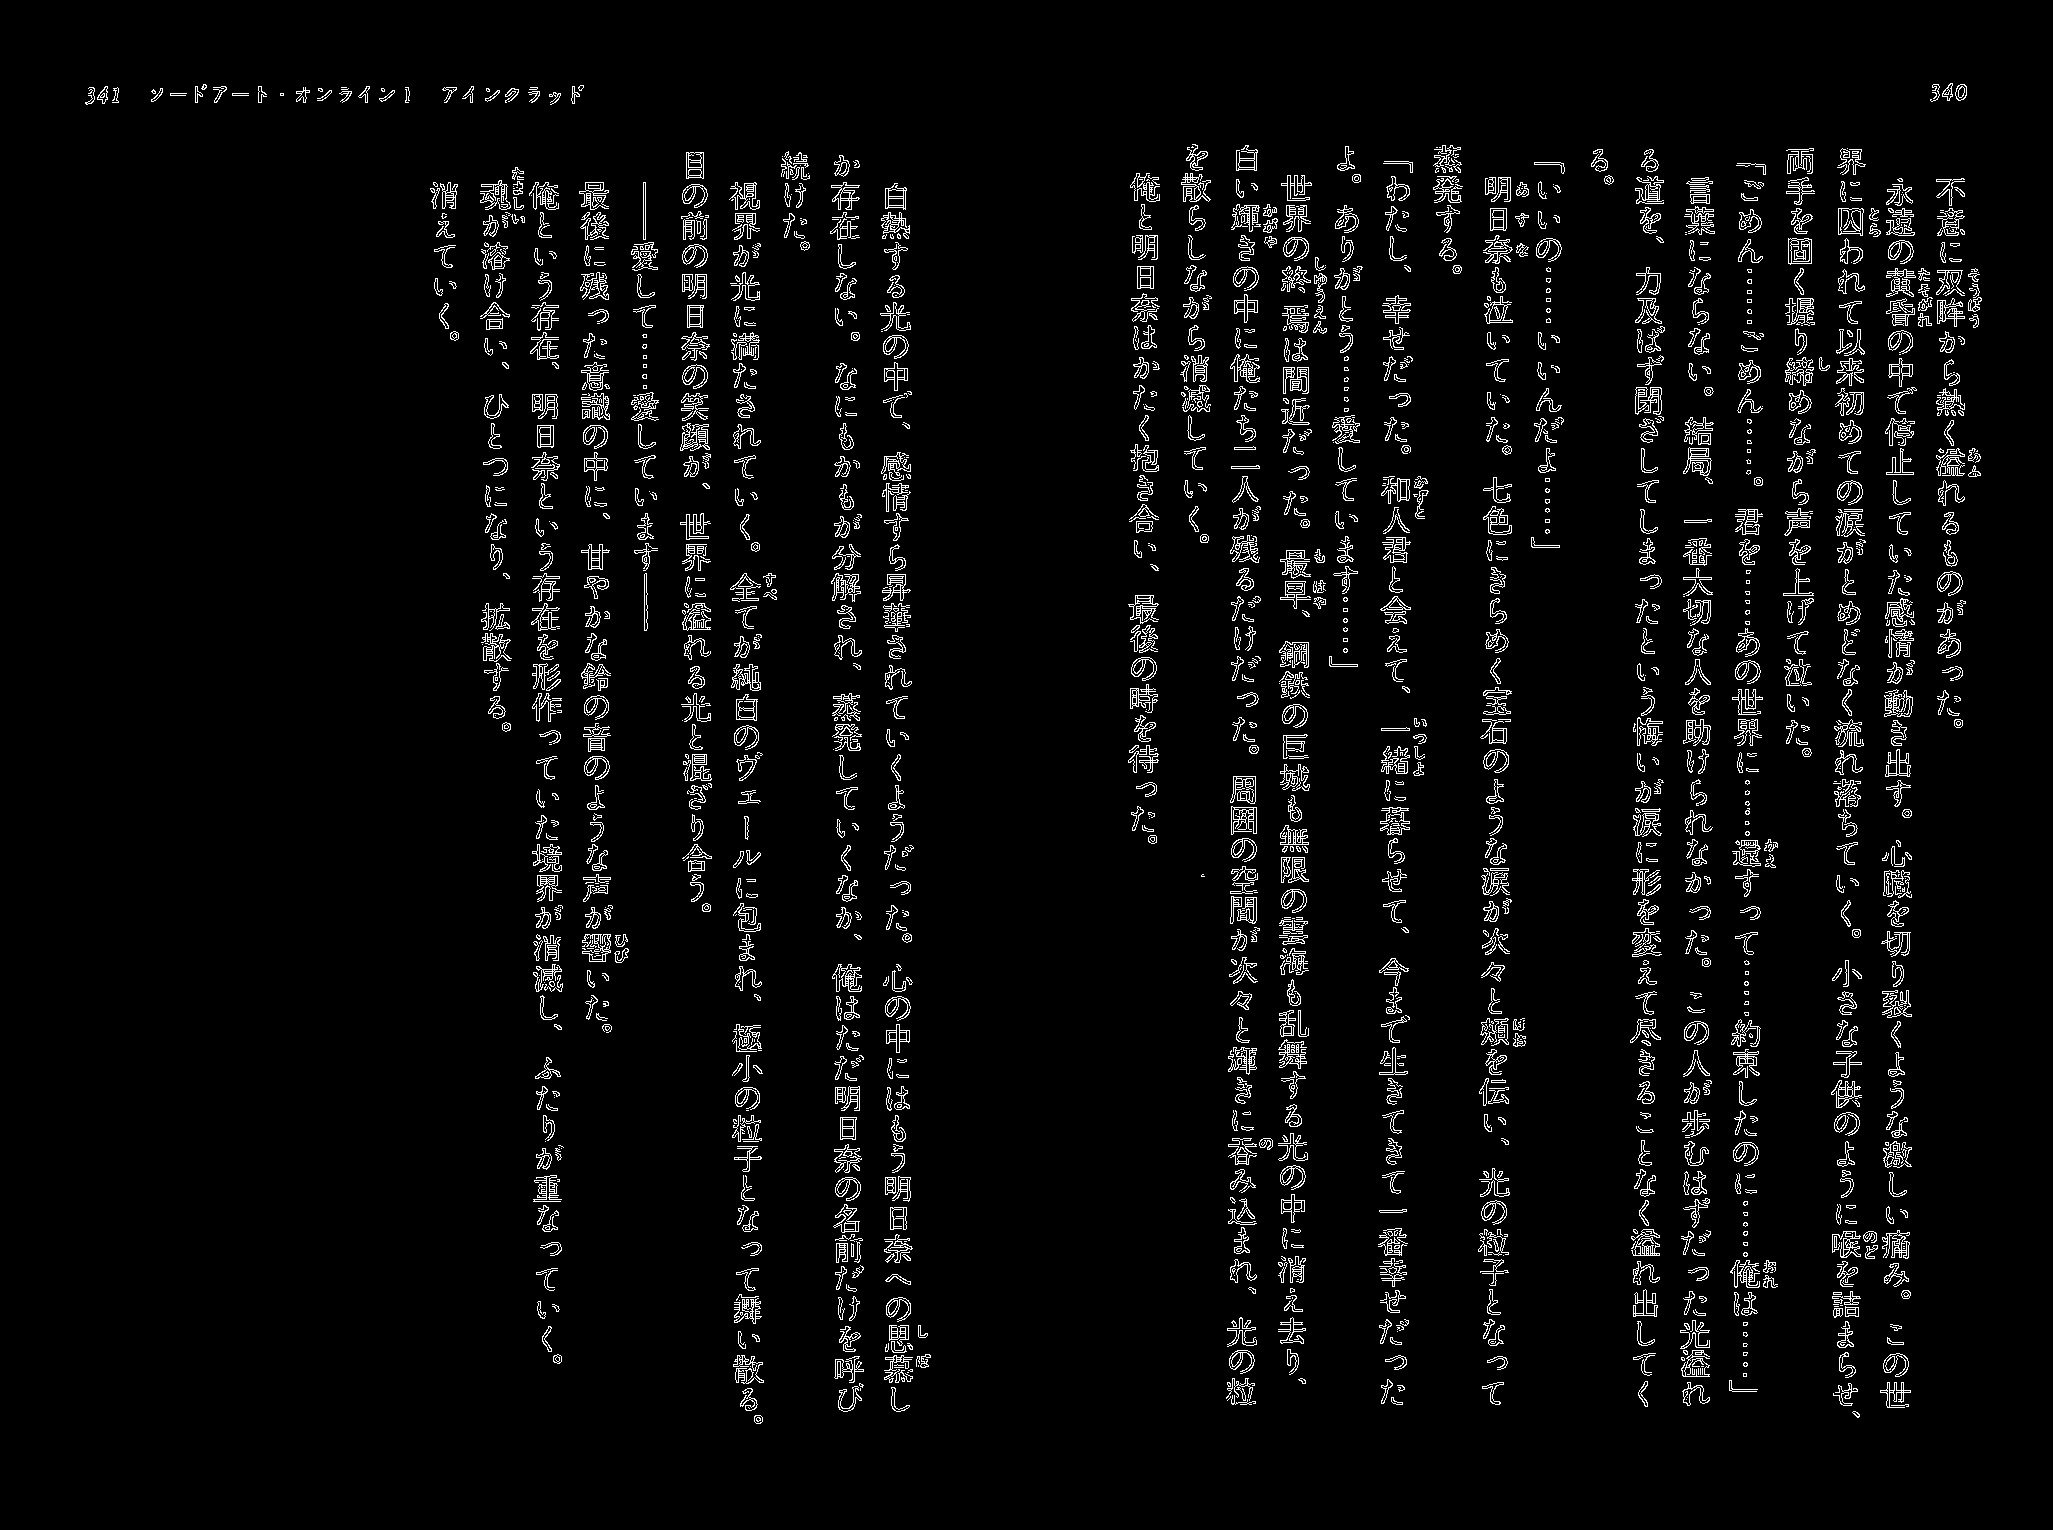 340
不意に双眸から熱く溢れるものがあった。
永遠の黄昏の中で停止していた感情が動き出す。心臓を切り裂くような激しい痛み。この世
界に囚われて以来初めての涙がとめどなく流れ落ちていく。小さな子供のように喉を詰まらせ、
両手を固く握り締めながら声を上げて泣いた。
「ごめん……ごめん……。君を……あの世界に……還すって……約束したのに……俺は……」
言葉にならない。結局、一番大切な人を助けられなかった。この人が歩むはずだった光溢れ
る道を、力及ばず閉ざしてしまったという悔いが涙に形を変えて尽きることなく溢れ出してく
る。
「いいの……いいんだよ……」
明日奈も泣いていた。七色にきらめく宝石のような涙が次々と頬を伝い、光の粒子となって
蒸発する。
「わたし、幸せだった。和人君と会えて、一緒に暮らせて、今まで生きてきて一番幸せだった
よ。ありがとう……愛しています……」
世界の終焉は間近だった。最早、鋼鉄の巨城も無限の雲海も乱舞する光の中に消え去り、
白い輝きの中に俺たち二人が残るだけだった。周囲の空間が次々と輝きに呑み込まれ、光の粒
を散らしながら消滅していく。
俺と明日奈はかたく抱き合い、最後の時を待った。
341 ソードアート・オンライン1 アインクラッド
白熱する光の中で、感情すら昇華されていくようだった。心の中にはもう明日奈への思慕し
か存在しない。なにもかもが分解され、蒸発していくなか、俺はただ明日奈の名前だけを呼び
続けた。
視界が光に満たされていく。全てが純白のヴェールに包まれ、極小の粒子となって舞い散る。
目の前の明日奈の笑顔が、世界に溢れる光と混ざり合う。
——愛して……愛しています——
最後に残った意識の中に、甘やかな鈴の音のような声が響いた。
俺という存在、明日奈という存在を形作っていた境界が消滅し、ふたりが重なっていく。
魂が溶け合い、ひとつになり、拡散する。
消えていく。